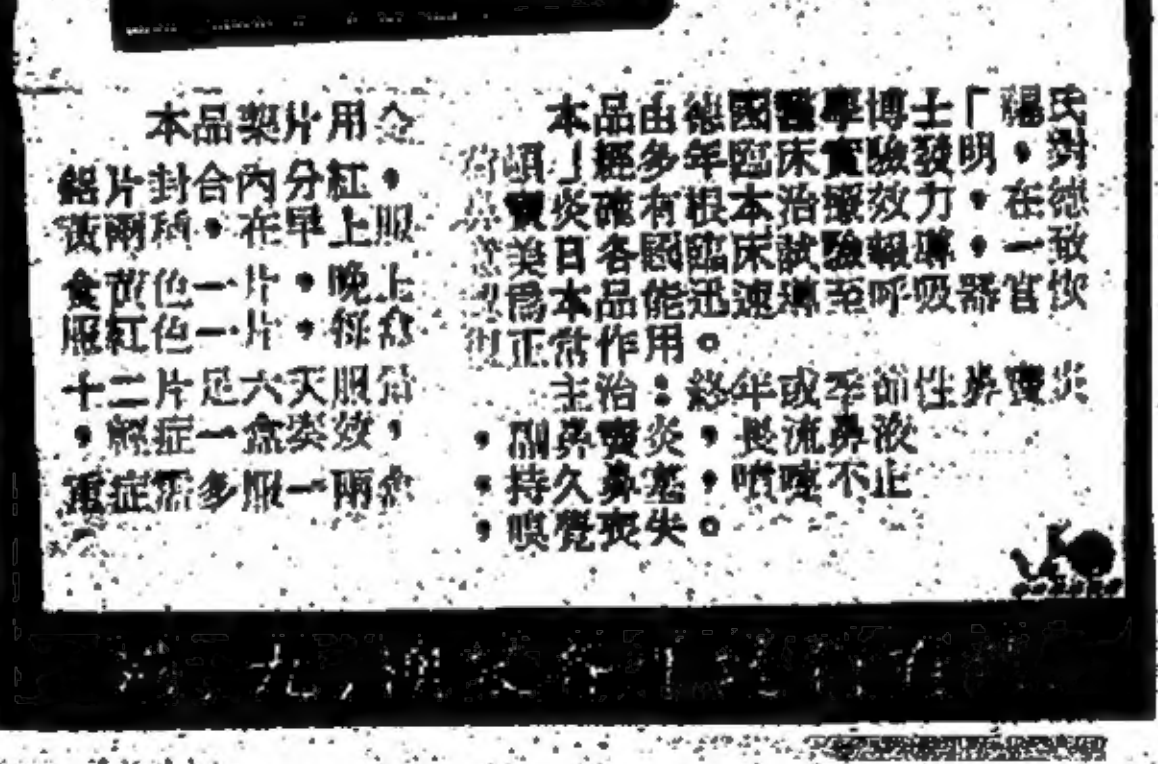 本品由德國醫學博士「楊氏
荷頓」經多年臨床實驗發明,對
鼻竇炎確有根本治療效力,在德
美日各國臨床試驗報導,一致
認爲本品能迅速導至呼吸器官恢
復正常作用。
主治:終年或季節性鼻竇炎
,副鼻竇炎,長流鼻液
,持久鼻塞,噴嚏不止
,嗅覺喪失。
本品藥片用
鋁片封合內分紅,
黃兩種,在早上服
食黃色一片,晚上
服紅色一片,每盒
十二片足六天服
,輕症一盒奏效,
重症需多服一兩盒